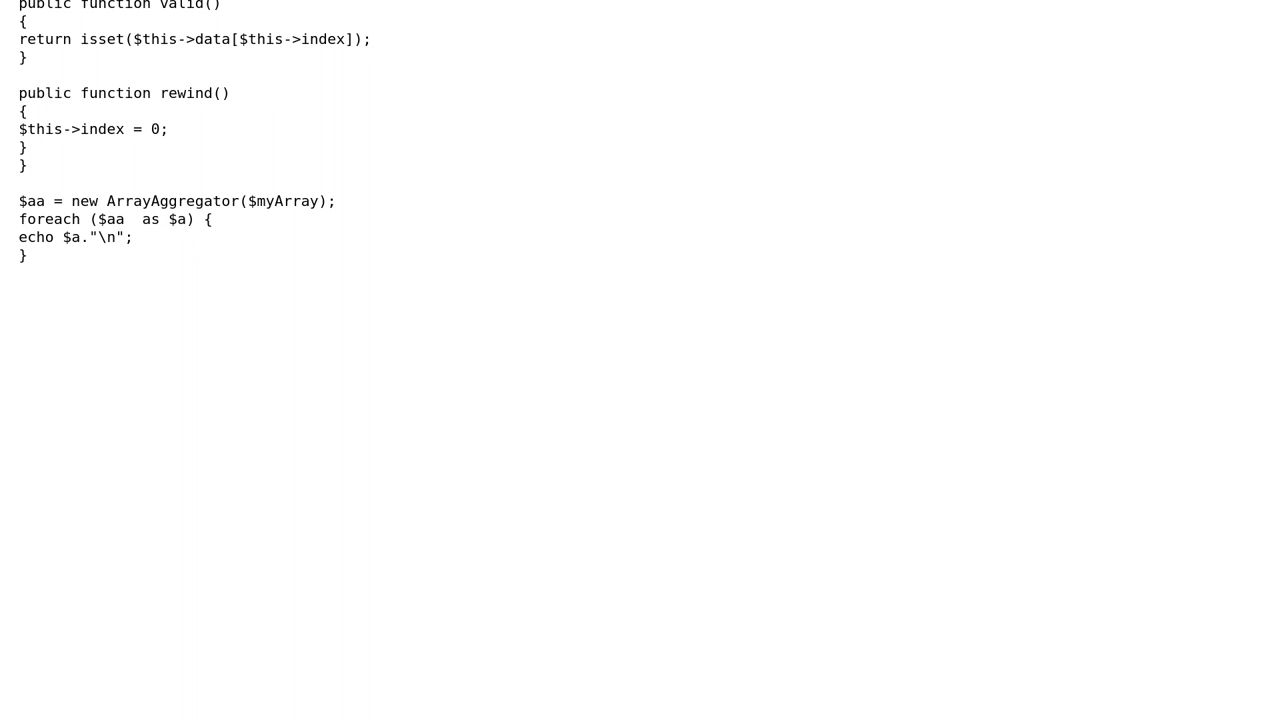 public function valid()
{
return isset($this->data[$this->index]);
}

public function rewind()
{
$this->index = 0;
}
}

$aa = new ArrayAggregator($myArray);
foreach ($aa  as $a) {
echo $a."\n";
}